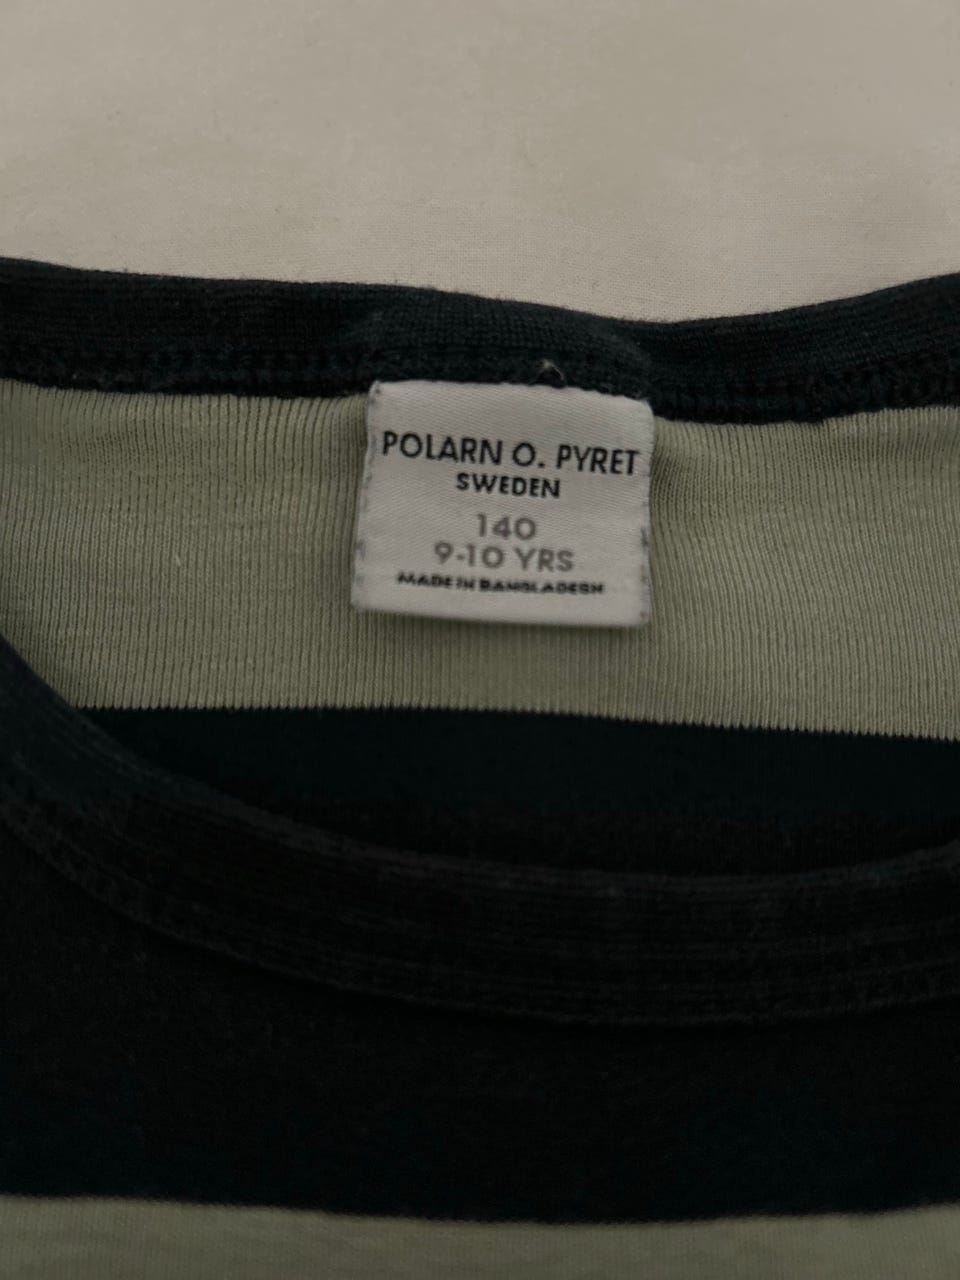 POLARN O. PYRET
SWEDEN
140
9-10 YRS
MADE IN BANGLADESH